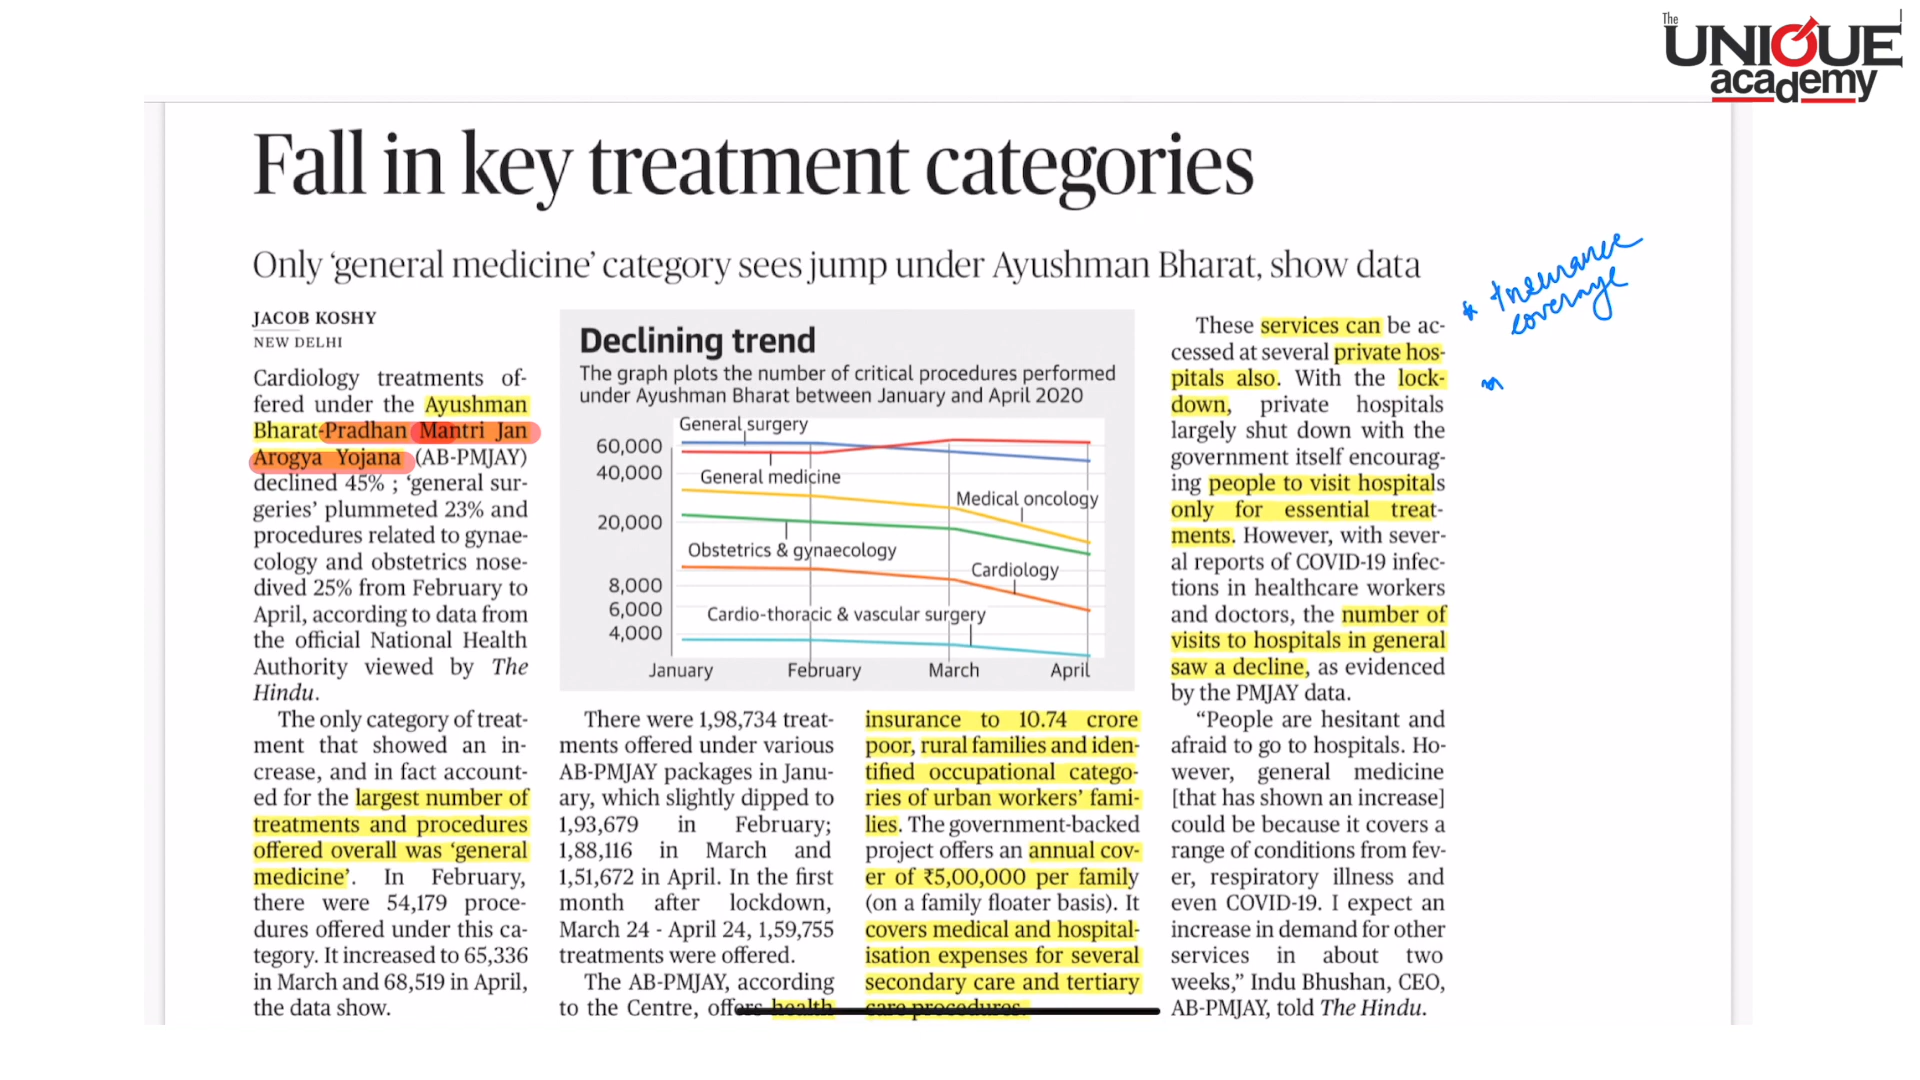 The
UNIQUE
academy
Fall in key treatment categories
Only ‘general medicine’ category sees jump under Ayushman Bharat, show data
JACOB KOSHY
NEW DELHI
Cardiology treatments of-
fered under the Ayushman
Bharat-Pradhan Mantri Jan
Arogya Yojana (AB-PMJAY)
declined 45% ; ‘general sur-
geries’ plummeted 23% and
procedures related to gynae-
cology and obstetrics nose-
dived 25% from February to
April, according to data from
the official National Health
Authority viewed by The
Hindu.
The only category of treat-
ment that showed an in-
crease, and in fact account-
ed for the largest number of
treatments and procedures
offered overall was ‘general
medicine’. In February,
there were 54,179 proce-
dures offered under this ca-
tegory. It increased to 65,336
in March and 68,519 in April,
the data show.
Declining trend
The graph plots the number of critical procedures performed
under Ayushman Bharat between January and April 2020
General surgery
60,000
40,000
General medicine
Medical oncology
20,000
Obstetrics & gynaecology
Cardiology
8,000
6,000
Cardio-thoracic & vascular surgery
4,000
January February March April
There were 1,98,734 treat-
ments offered under various
AB-PMJAY packages in Janu-
ary, which slightly dipped to
1,93,679 in February;
1,88,116 in March and
1,51,672 in April. In the first
month after lockdown,
March 24 - April 24, 1,59,755
treatments were offered.
The AB-PMJAY, according
to the Centre, offers health
insurance to 10.74 crore
poor, rural families and iden-
tified occupational catego-
ries of urban workers’ fami-
lies. The government-backed
project offers an annual cov-
er of ₹5,00,000 per family
(on a family floater basis). It
covers medical and hospital-
isation expenses for several
secondary care and tertiary
care procedures.
These services can be ac-
cessed at several private hos-
pitals also. With the lock-
down, private hospitals
largely shut down with the
government itself encourag-
ing people to visit hospitals
only for essential treat-
ments. However, with sever-
al reports of COVID-19 infec-
tions in healthcare workers
and doctors, the number of
visits to hospitals in general
saw a decline, as evidenced
by the PMJAY data.
“People are hesitant and
afraid to go to hospitals. Ho-
wever, general medicine
[that has shown an increase]
could be because it covers a
range of conditions from fev-
er, respiratory illness and
even COVID-19. I expect an
increase in demand for other
services in about two
weeks,” Indu Bhushan, CEO,
AB-PMJAY, told The Hindu.
* Insurance
coverage